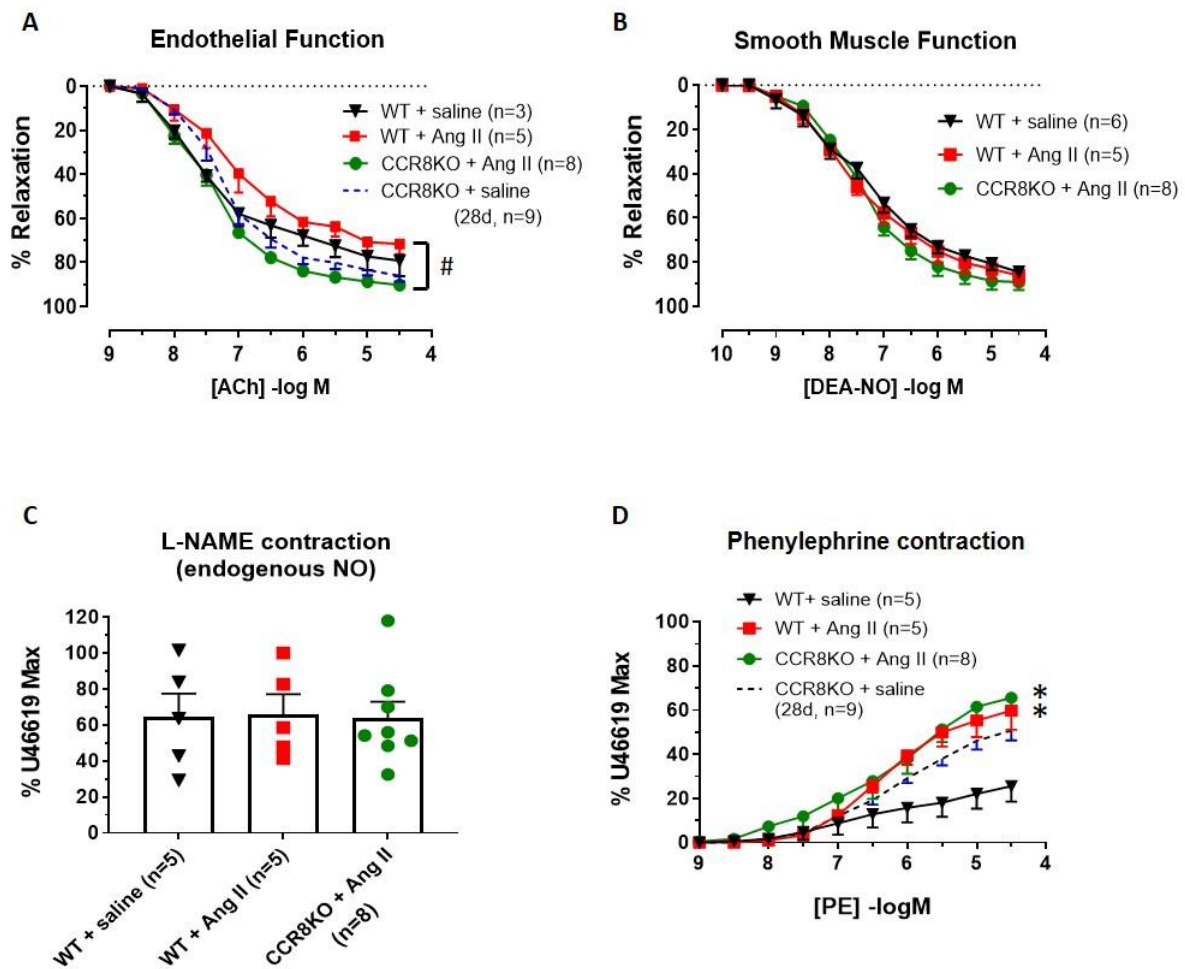 A
Endothelial Function
0
20
40
60
80
100
% Relaxation
9 8 7 6 5 4
[ACh] -log M
WT + saline (n=3)
WT + Ang II (n=5)
CCR8KO + Ang II (n=8)
CCR8KO + saline
(28d, n=9)
#
B
Smooth Muscle Function
0
20
40
60
80
100
% Relaxation
10 9 8 7 6 5 4
[DEA-NO] -log M
WT + saline (n=6)
WT + Ang II (n=5)
CCR8KO + Ang II (n=8)
C
L-NAME contraction
(endogenous NO)
120
100
80
60
40
20
0
% U46619 Max
WT + saline (n=5)
WT + Ang II (n=5)
CCR8KO + Ang II
(n=8)
D
Phenylephrine contraction
WT+ saline (n=5)
WT + Ang II (n=5)
CCR8KO + Ang II (n=8)
CCR8KO + saline
(28d, n=9)
100
80
60
40
20
0
% U46619 Max
*
*
9 8 7 6 5 4
[PE] -logM